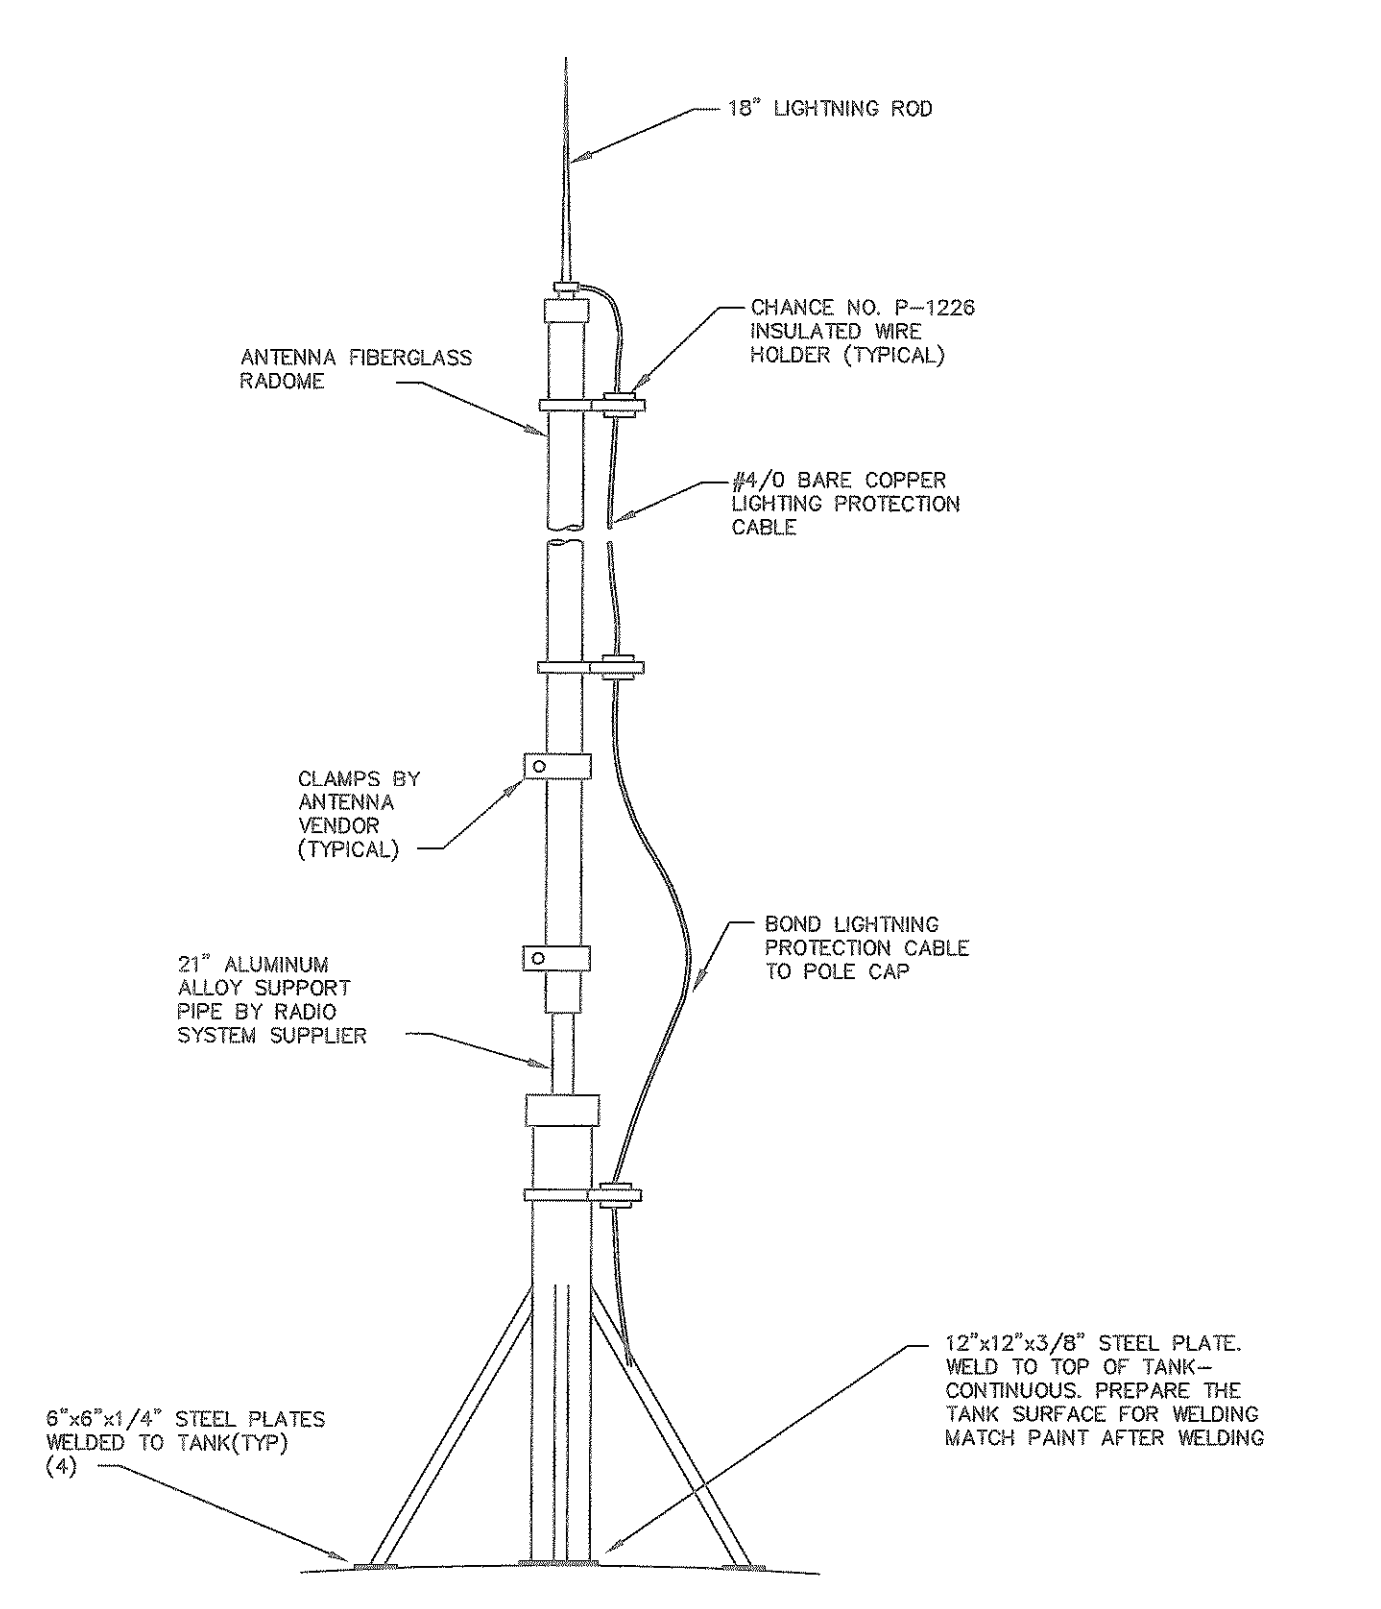 18" LIGHTNING ROD
CHANCE NO. P-1226
INSULATED WIRE
HOLDER (TYPICAL)
ANTENNA FIBERGLASS
RADOME
#4/0 BARE COPPER
LIGHTING PROTECTION
CABLE
CLAMPS BY
ANTENNA
VENDOR
(TYPICAL)
BOND LIGHTNING
PROTECTION CABLE
TO POLE CAP
21" ALUMINUM
ALLOY SUPPORT
PIPE BY RADIO
SYSTEM SUPPLIER
12"x12"x3/8" STEEL PLATE.
WELD TO TOP OF TANK-
CONTINUOUS. PREPARE THE
TANK SURFACE FOR WELDING
MATCH PAINT AFTER WELDING
6"x6"x1/4" STEEL PLATES
WELDED TO TANK(TYP)
(4)